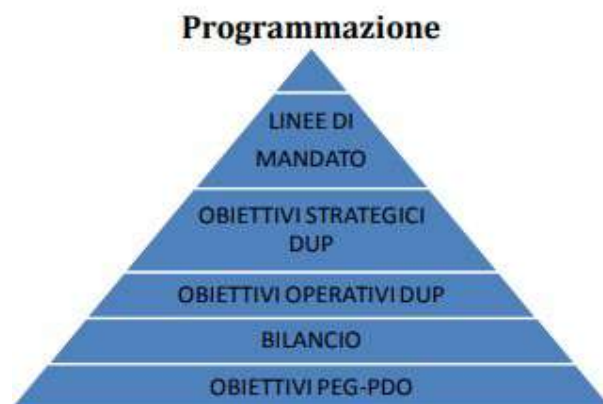 Programmazione
LINEE DI
MANDATO
OBIETTIVI STRATEGICI
DUP
OBIETTIVI OPERATIVI DUP
BILANCIO
OBIETTIVI PEG-PDO